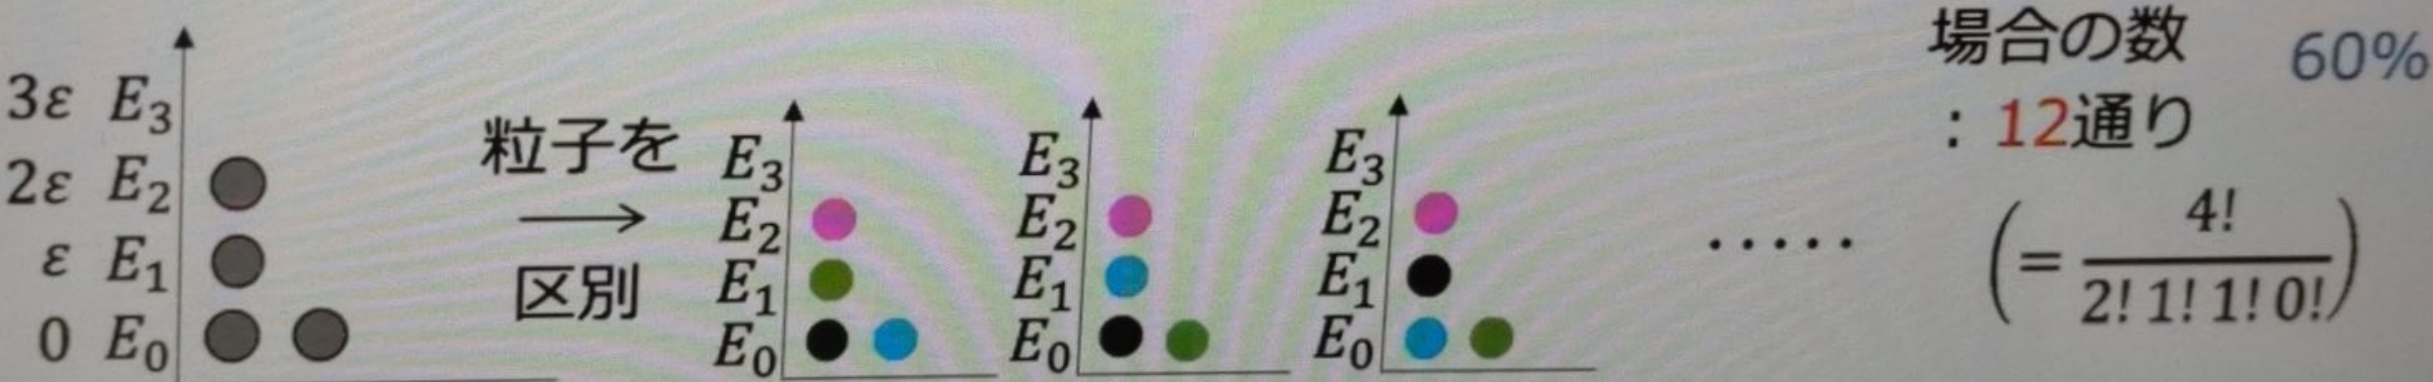 3ε E₃
2ε E₂
ε E₁
0 E₀
粒子を
→
区別
E₃
E₂
E₁
E₀
E₃
E₂
E₁
E₀
E₃
E₂
E₁
E₀
·····
場合の数 60%
:12通り
(= 4! / 2! 1! 1! 0!)